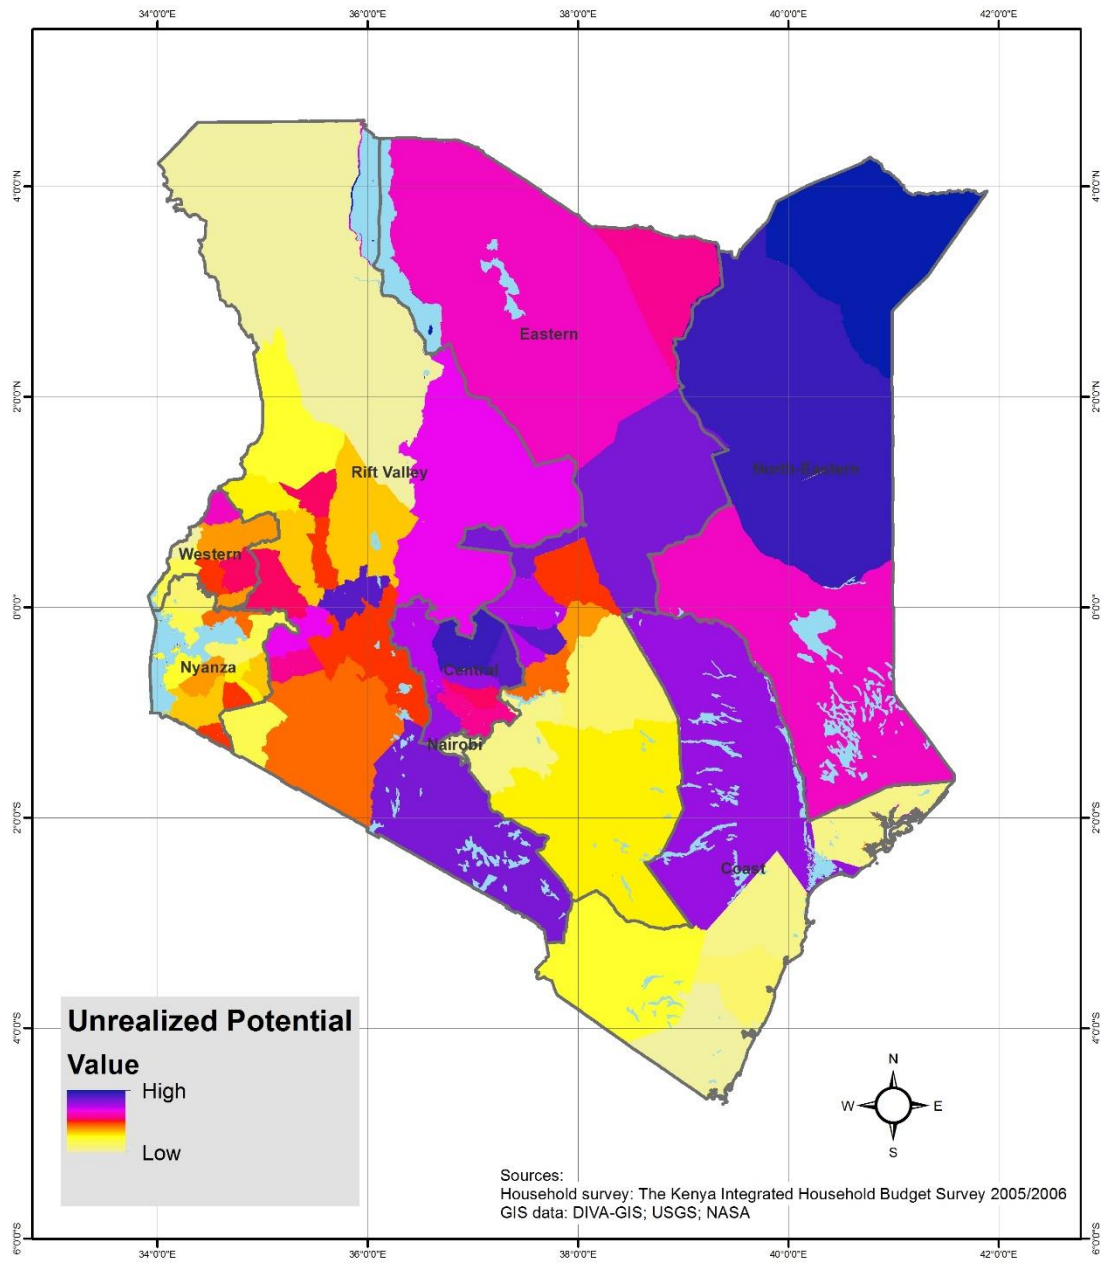 34°0'0"E 36°0'0"E 38°0'0"E 40°0'0"E 42°0'0"E
4°0'0"N 4°0'0"N
Eastern
2°0'0"N 2°0'0"N
Rift Valley North-Eastern
Western
0°0'0" 0°0'0"
Nyanza Central
Nairobi
2°0'0"S 2°0'0"S
Coast
Unrealized Potential
4°0'0"S 4°0'0"S
Value
High
Low
N
W E
S
Sources:
Household survey: The Kenya Integrated Household Budget Survey 2005/2006
GIS data: DIVA-GIS; USGS; NASA
6°0'0"S 6°0'0"S
34°0'0"E 36°0'0"E 38°0'0"E 40°0'0"E 42°0'0"E